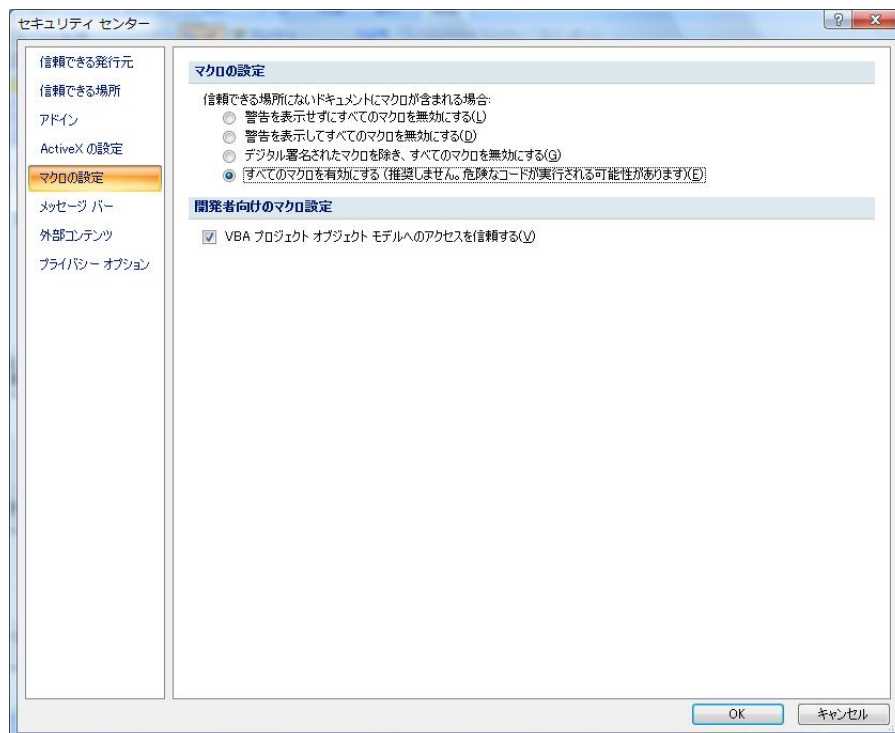 セキュリティ センター
信頼できる発行元
信頼できる場所
アドイン
ActiveX の設定
マクロの設定
メッセージ バー
外部コンテンツ
プライバシー オプション
マクロの設定
信頼できる場所にないドキュメントにマクロが含まれる場合:
警告を表示せずにすべてのマクロを無効にする(L)
警告を表示してすべてのマクロを無効にする(D)
デジタル署名されたマクロを除き、すべてのマクロを無効にする(G)
すべてのマクロを有効にする (推奨しません。危険なコードが実行される可能性があります)(E)
開発者向けのマクロ設定
VBA プロジェクト オブジェクト モデルへのアクセスを信頼する(V)
OK
キャンセル